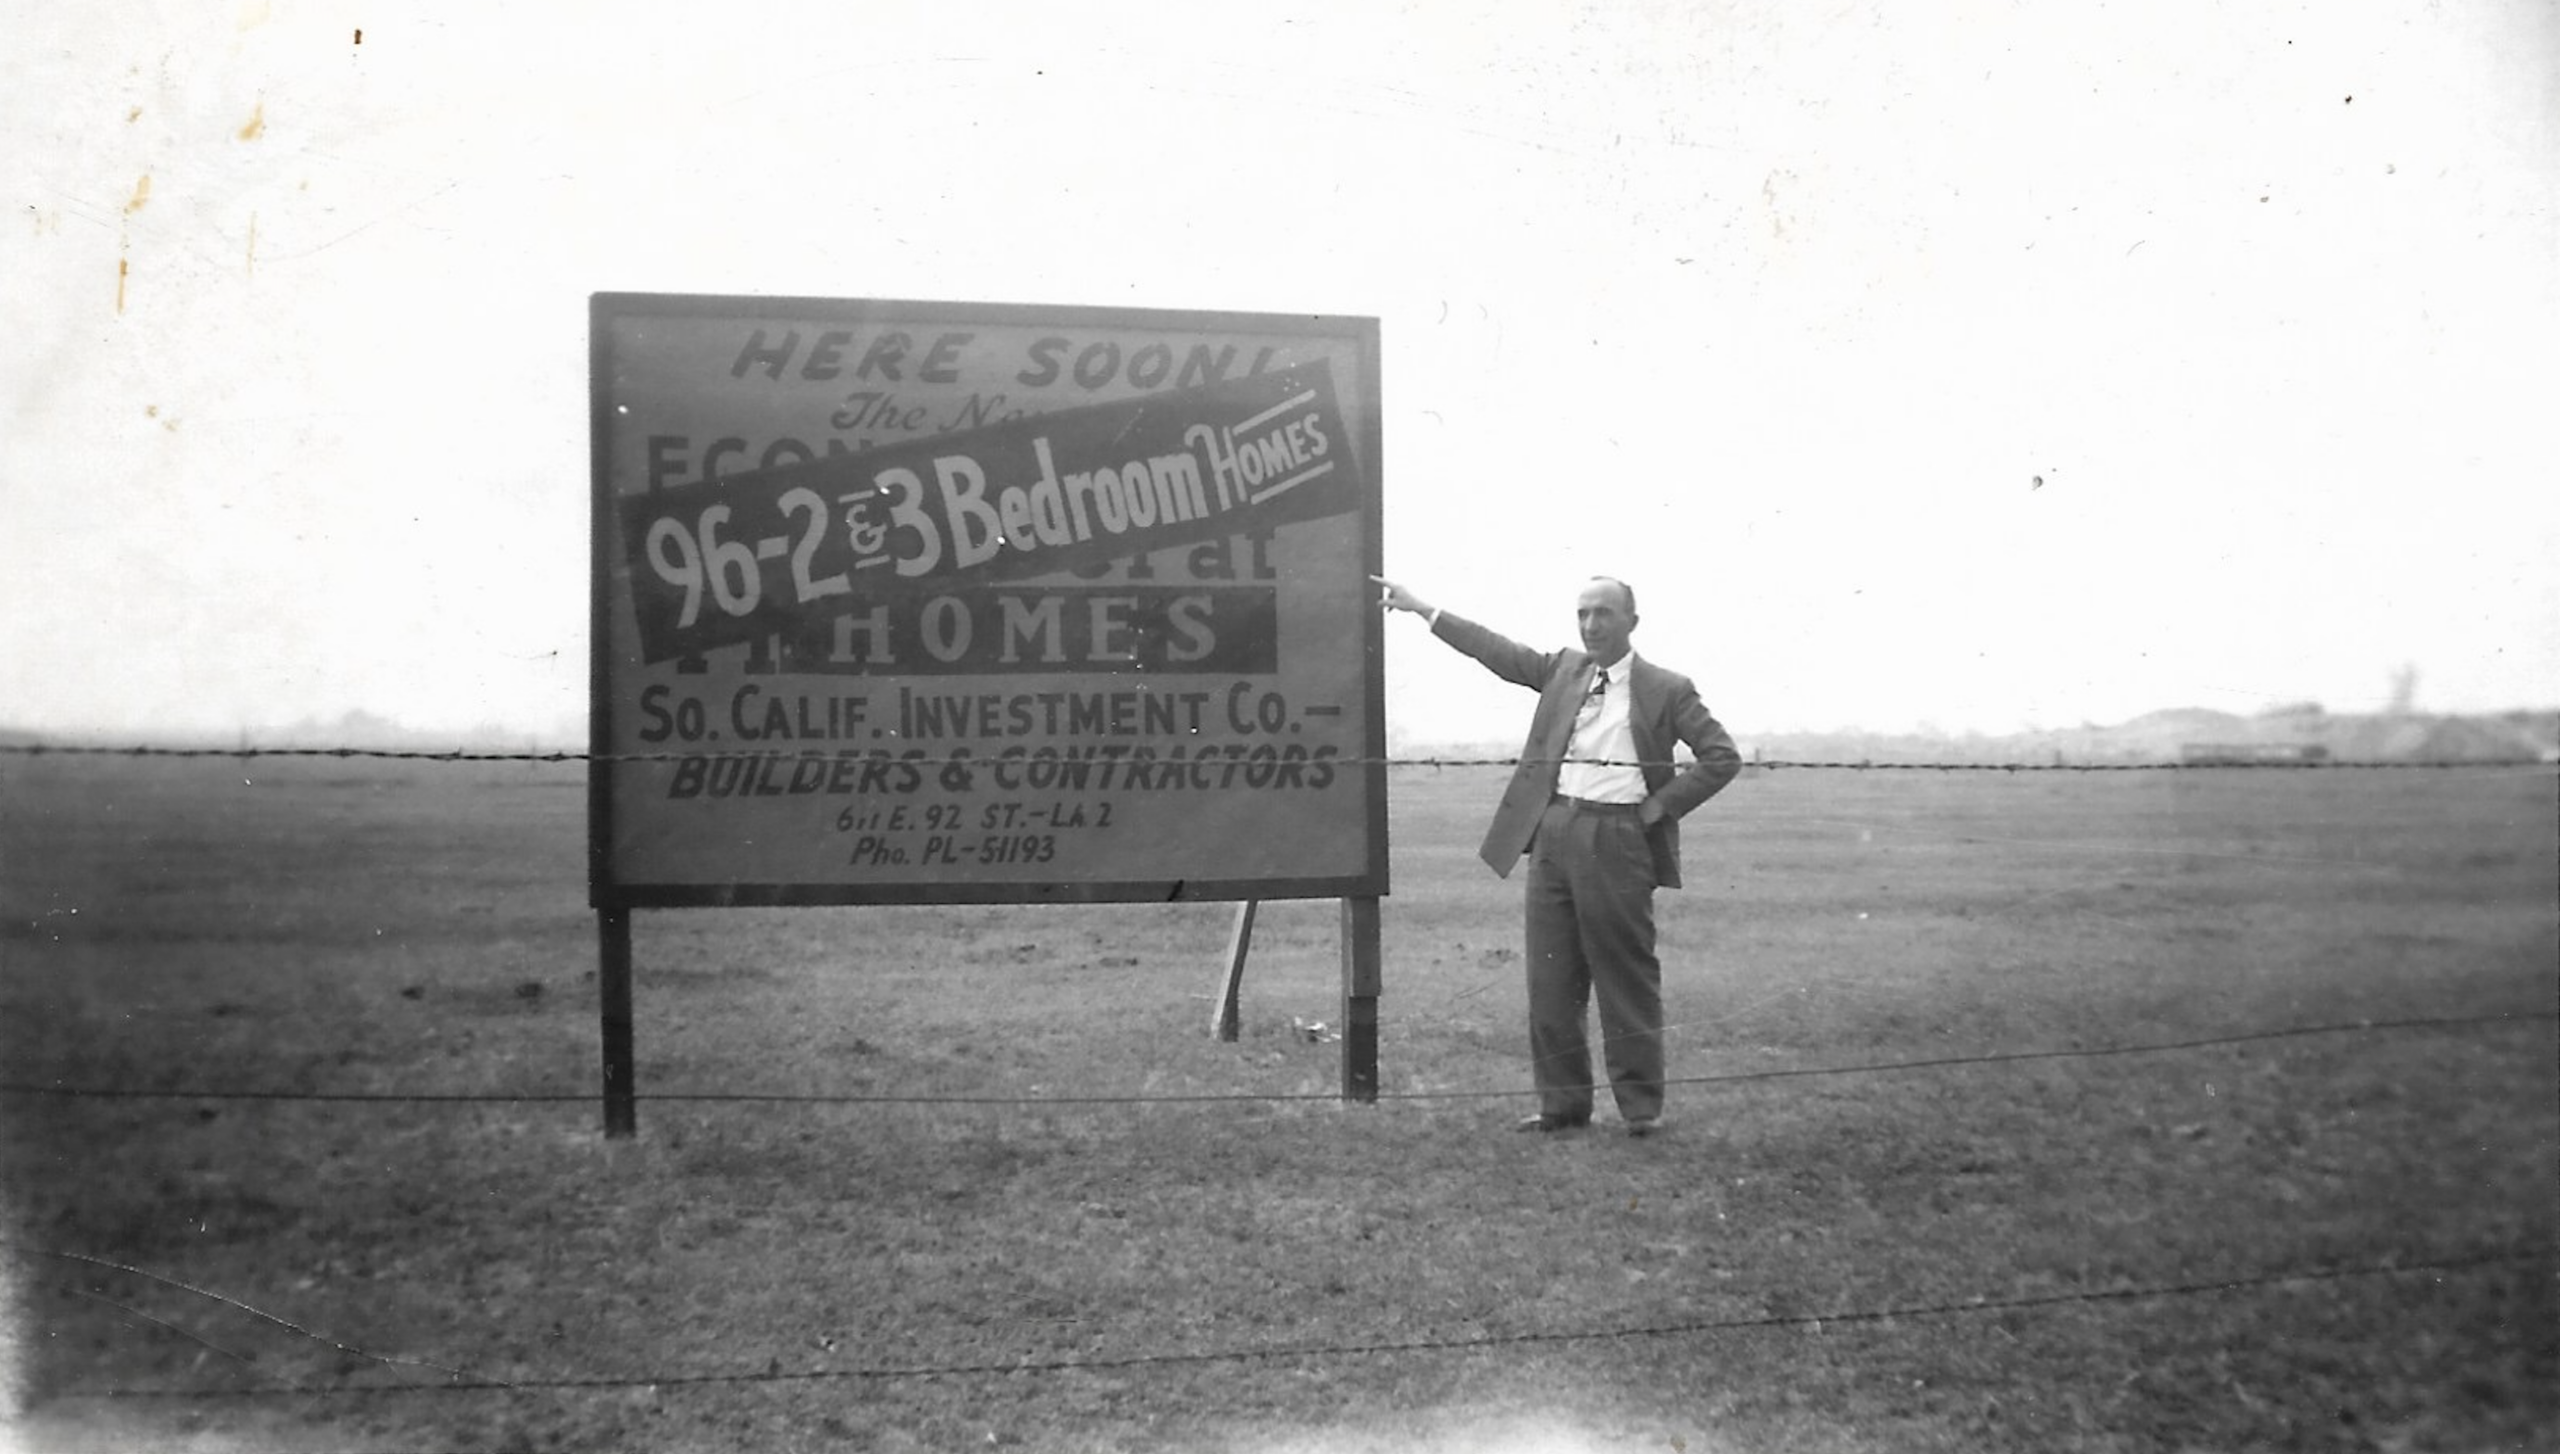 HERE SOON!
The
96-2 & 3 Bedroom HOMES
HOMES
SO. CALIF. INVESTMENT CO.–
BUILDERS & CONTRACTORS
611 E. 92 ST.-LA 2
Pho. PL-51193